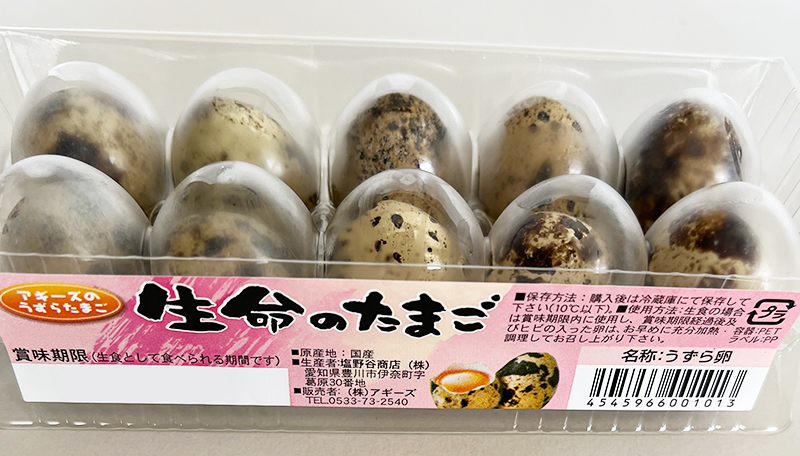 アギーズの
うずらたまご
生命のたまご
賞味期限(生食として食べられる期間です)
■原産地：国産
■生産者：塩野谷商店（株）
愛知県豊川市伊奈町字
葛原30番地
■販売者：（株）アギーズ
TEL.0533-73-2540
■保存方法：購入後は冷蔵庫にて保存して
下さい(10℃以下)。■使用方法：生食の場合
は賞味期限内に使用し、賞味期限経過後及
びヒビの入った卵は、お早めに充分加熱
調理してお召し上がり下さい。
プラ
容器：PET
ラベル：PP
名称：うずら卵
4545966001013